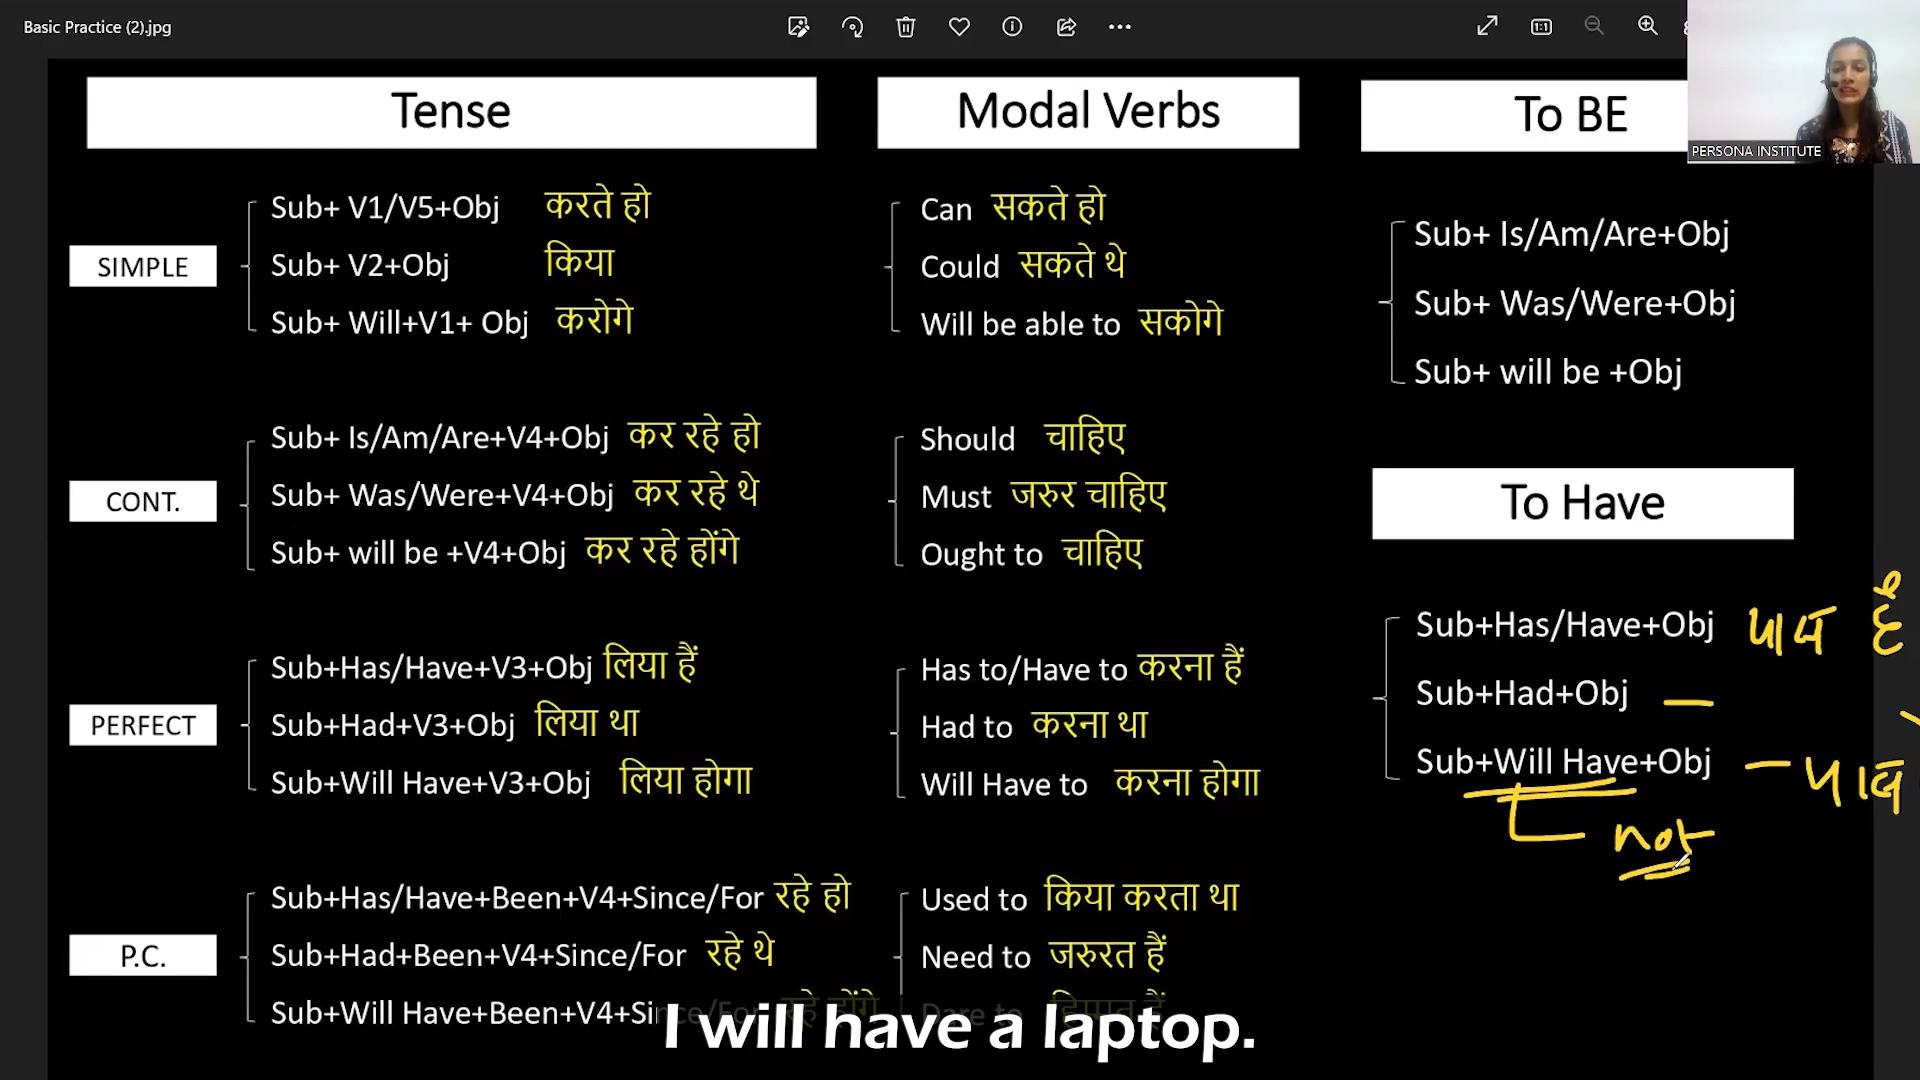 Basic Practice (2).jpg
PERSONA INSTITUTE
Tense
SIMPLE
Sub+ V1/V5+Obj करते हो
Sub+ V2+Obj किया
Sub+ Will+V1+ Obj करोगे
CONT.
Sub+ Is/Am/Are+V4+Obj कर रहे हो
Sub+ Was/Were+V4+Obj कर रहे थे
Sub+ will be +V4+Obj कर रहे होंगे
PERFECT
Sub+Has/Have+V3+Obj लिया हैं
Sub+Had+V3+Obj लिया था
Sub+Will Have+V3+Obj लिया होगा
P.C.
Sub+Has/Have+Been+V4+Since/For रहे हो
Sub+Had+Been+V4+Since/For रहे थे
Sub+Will Have+Been+V4+Since/For रहे होंगे
Modal Verbs
Can सकते हो
Could सकते थे
Will be able to सकोगे
Should चाहिए
Must जरुर चाहिए
Ought to चाहिए
Has to/Have to करना हैं
Had to करना था
Will Have to करना होगा
Used to किया करता था
Need to जरुरत हैं
Dare to हिम्मत हैं
To BE
Sub+ Is/Am/Are+Obj
Sub+ Was/Were+Obj
Sub+ will be +Obj
To Have
Sub+Has/Have+Obj पास है
Sub+Had+Obj
Sub+Will Have+Obj – पास
not
I will have a laptop.